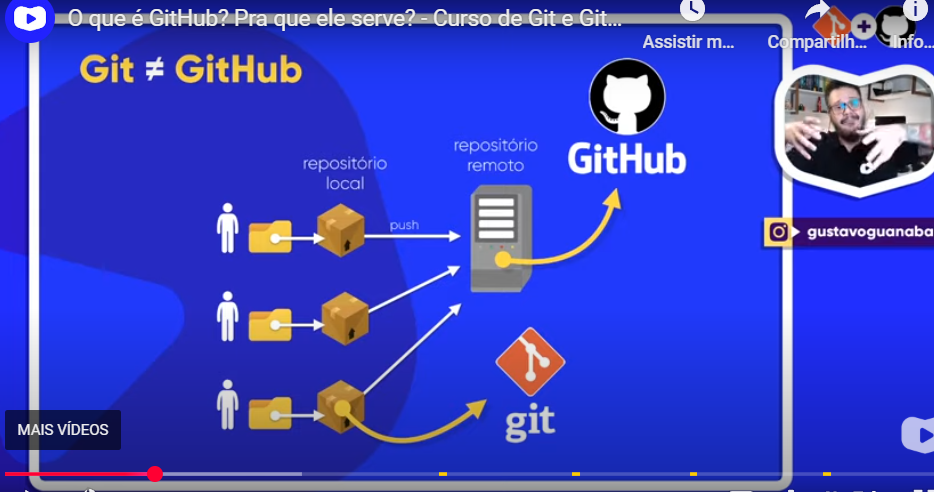 O que é GitHub? Pra que ele serve? - Curso de Git e Git...
Assistir m...
Compartilh...
Info...
Git ≠ GitHub
repositório
local
repositório
remoto
GitHub
push
gustavoguanaba
git
MAIS VÍDEOS